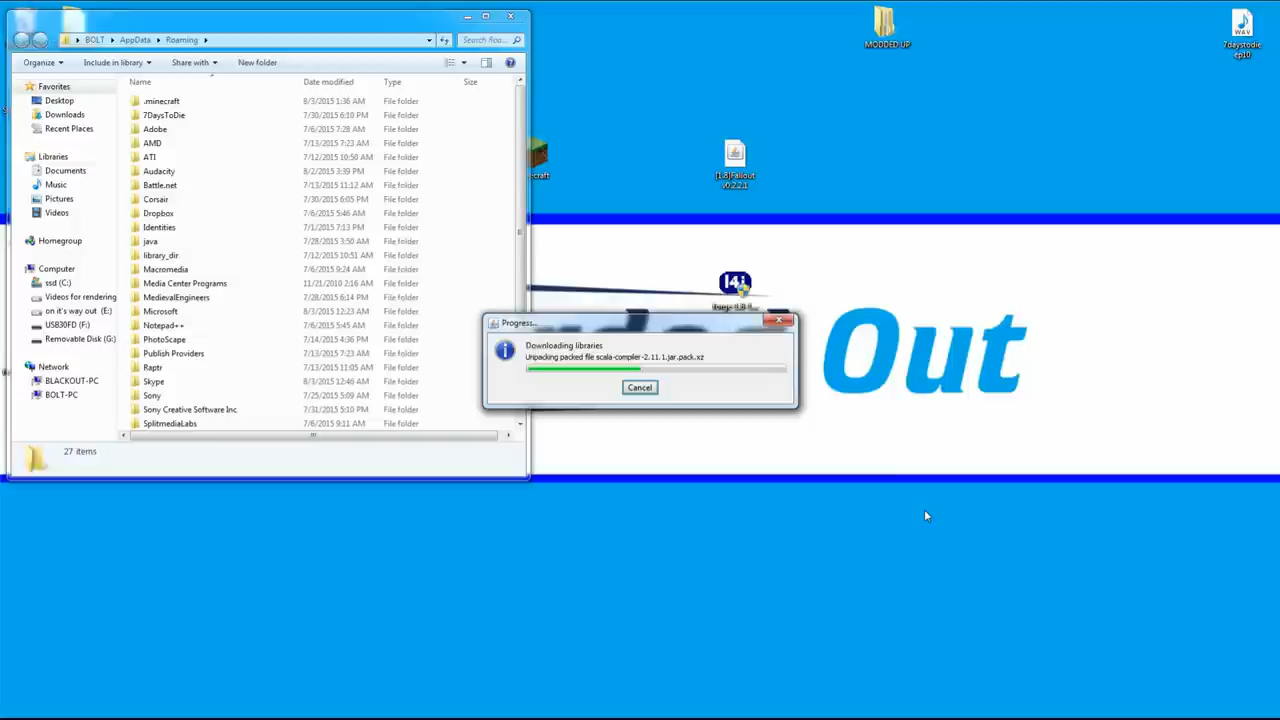 BOLT
AppData
Roaming
Search Roa...
Organize
Include in library
Share with
New folder
Name
Date modified
Type
Size
Favorites
Desktop
Downloads
Recent Places
Libraries
Documents
Music
Pictures
Videos
Homegroup
Computer
ssd (C:)
Videos for rendering
on it's way out (E:)
USB30FD (F:)
Removable Disk (G:)
Network
BLACKOUT-PC
BOLT-PC
.minecraft 8/3/2015 1:36 AM File folder
7DaysToDie 7/30/2015 6:10 PM File folder
Adobe 7/6/2015 7:28 AM File folder
AMD 7/13/2015 7:23 AM File folder
ATI 7/12/2015 10:50 AM File folder
Audacity 8/2/2015 3:39 PM File folder
Battle.net 7/13/2015 11:12 AM File folder
Corsair 7/30/2015 6:05 PM File folder
Dropbox 7/6/2015 5:46 AM File folder
Identities 7/1/2015 7:13 PM File folder
java 7/28/2015 3:50 AM File folder
library_dir 7/12/2015 10:51 AM File folder
Macromedia 7/6/2015 9:24 AM File folder
Media Center Programs 11/21/2010 2:16 AM File folder
MedievalEngineers 7/28/2015 6:14 PM File folder
Microsoft 8/3/2015 12:23 AM File folder
Notepad++ 7/6/2015 5:45 AM File folder
PhotoScape 7/14/2015 4:36 PM File folder
Publish Providers 7/13/2015 7:23 AM File folder
Raptr 7/13/2015 11:05 AM File folder
Skype 8/3/2015 12:46 AM File folder
Sony 7/25/2015 5:09 AM File folder
Sony Creative Software Inc 7/31/2015 5:10 PM File folder
SplitmediaLabs 7/6/2015 9:11 AM File folder
27 items
MODDED UP
7daystodie
ep10
ecraft
[1.8]Fallout
v0.2.2.1
Progress...
Downloading libraries
Unpacking packed file scala-compiler-2.11.1.jar.pack.xz
Cancel
Out